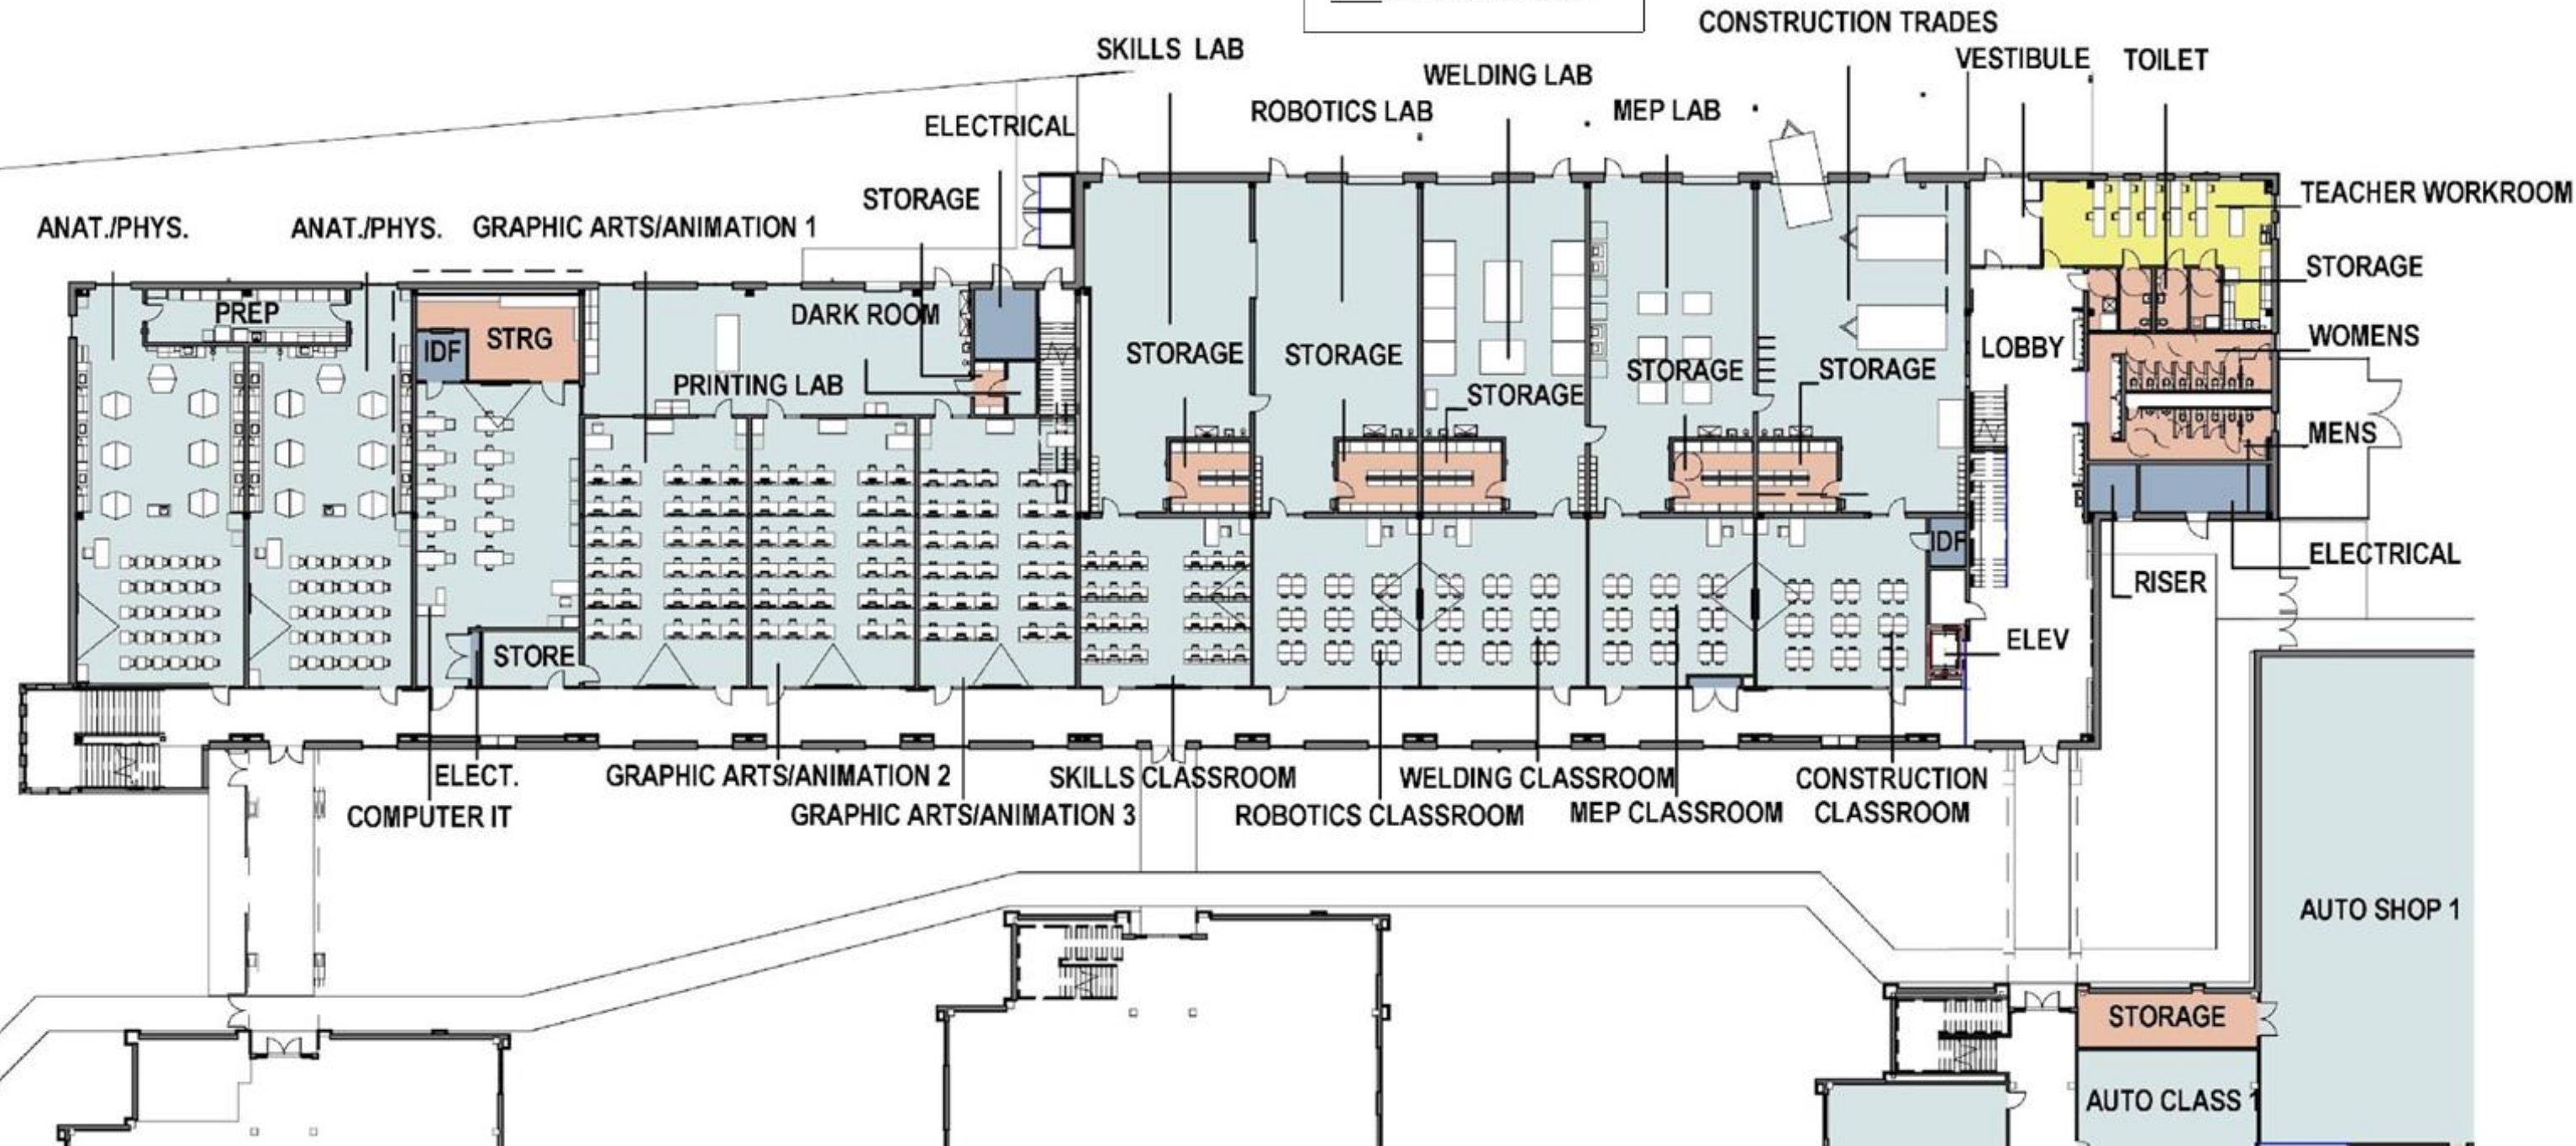 CONSTRUCTION TRADES
SKILLS LAB
VESTIBULE
TOILET
WELDING LAB
ROBOTICS LAB
MEP LAB
ELECTRICAL
STORAGE
TEACHER WORKROOM
ANAT./PHYS.
ANAT./PHYS.
GRAPHIC ARTS/ANIMATION 1
STORAGE
PREP
DARK ROOM
STRG
IDF
WOMENS
LOBBY
STORAGE
STORAGE
STORAGE
STORAGE
STORAGE
PRINTING LAB
MENS
IDF
ELECTRICAL
RISER
STORE
ELEV
ELECT.
GRAPHIC ARTS/ANIMATION 2
SKILLS CLASSROOM
WELDING CLASSROOM
CONSTRUCTION
CLASSROOM
COMPUTER IT
GRAPHIC ARTS/ANIMATION 3
ROBOTICS CLASSROOM
MEP CLASSROOM
AUTO SHOP 1
STORAGE
AUTO CLASS 1